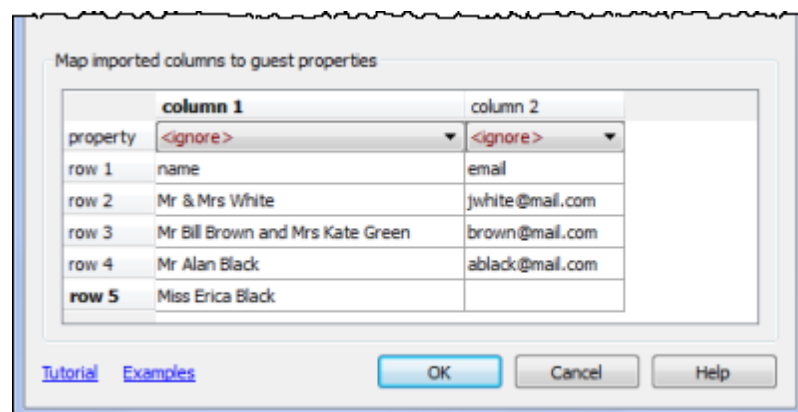 Map imported columns to guest properties
column 1 column 2
property <ignore> <ignore>
row 1 name email
row 2 Mr & Mrs White jwhite@mail.com
row 3 Mr Bill Brown and Mrs Kate Green brown@mail.com
row 4 Mr Alan Black ablack@mail.com
row 5 Miss Erica Black
Tutorial Examples OK Cancel Help